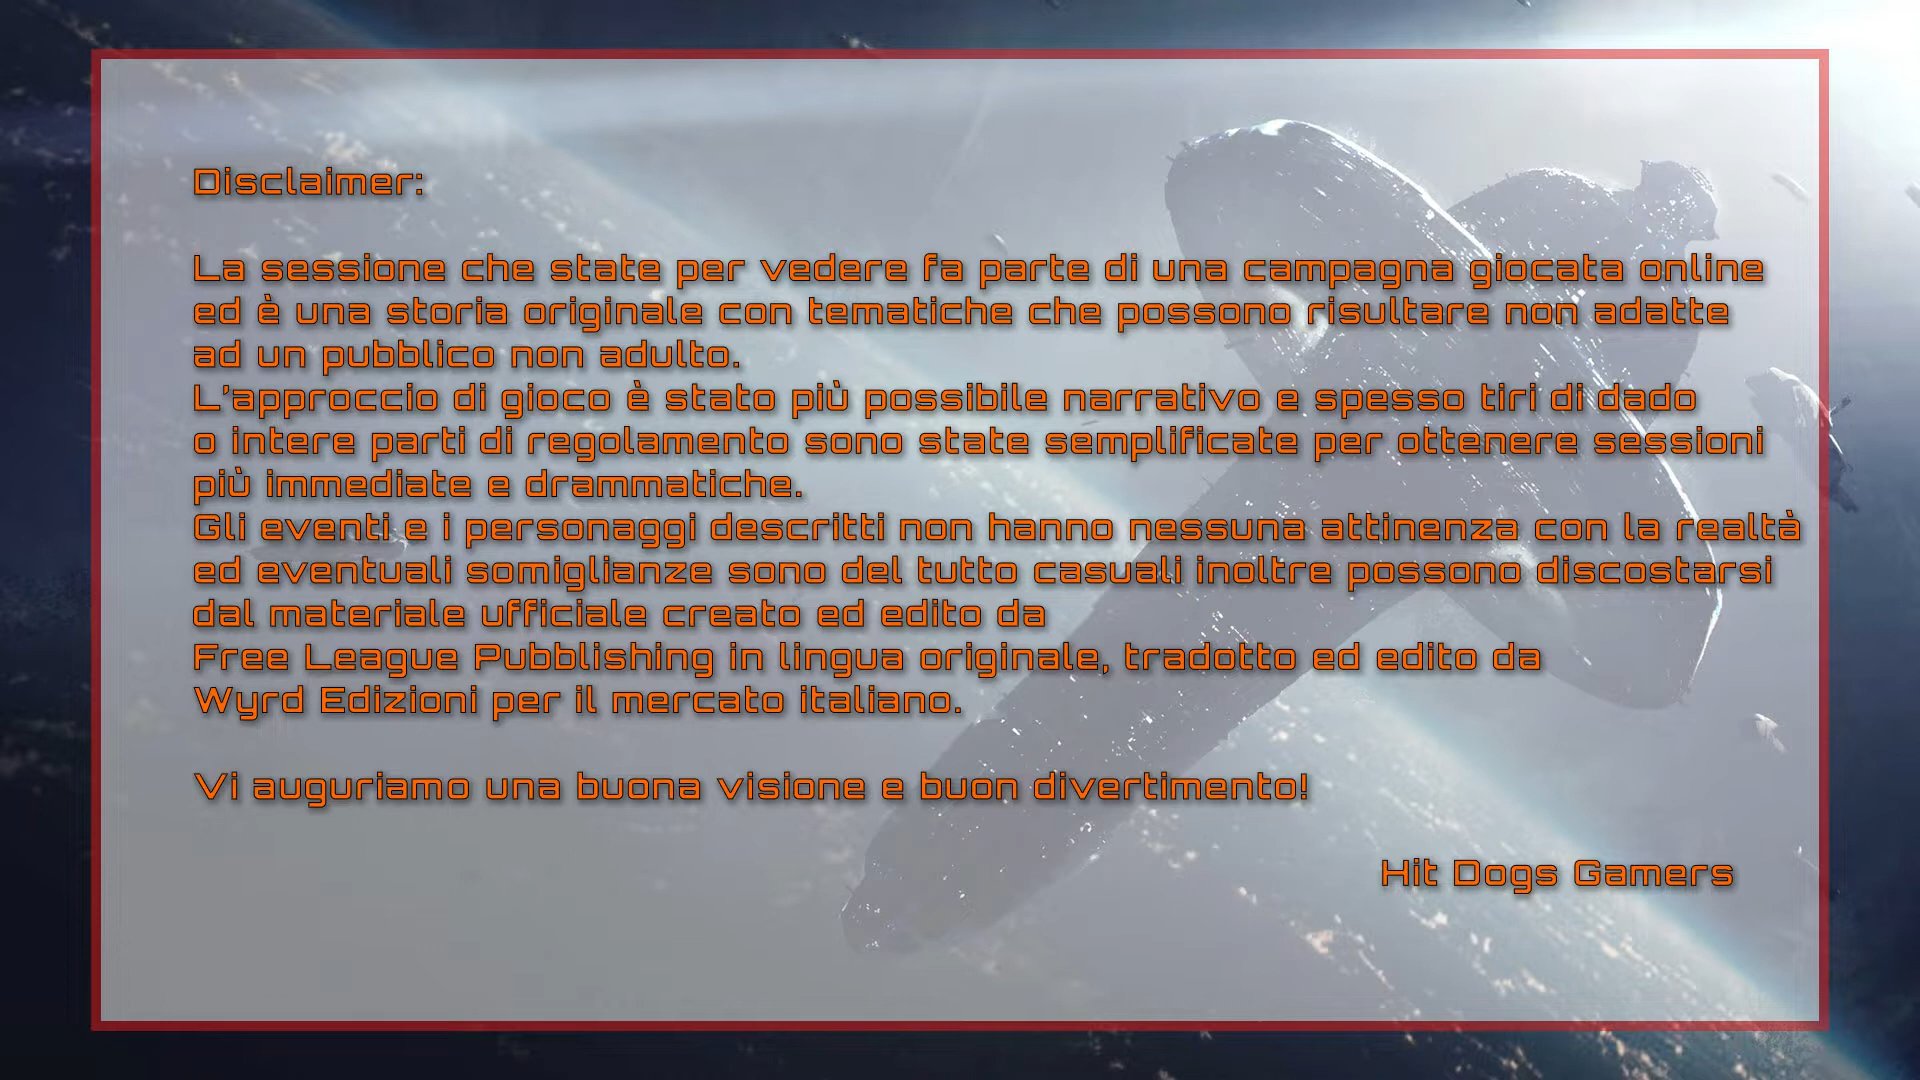 Disclaimer:
La sessione che state per vedere fa parte di una campagna giocata online
ed è una storia originale con tematiche che possono risultare non adatte
ad un pubblico non adulto.
L'approccio di gioco è stato più possibile narrativo e spesso tiri di dado
o intere parti di regolamento sono state semplificate per ottenere sessioni
più immediate e drammatiche.
Gli eventi e i personaggi descritti non hanno nessuna attinenza con la realtà
ed eventuali somiglianze sono del tutto casuali inoltre possono discostarsi
dal materiale ufficiale creato ed edito da
Free League Pubblishing in lingua originale, tradotto ed edito da
Wyrd Edizioni per il mercato italiano.
Vi auguriamo una buona visione e buon divertimento!
Hit Dogs Gamers